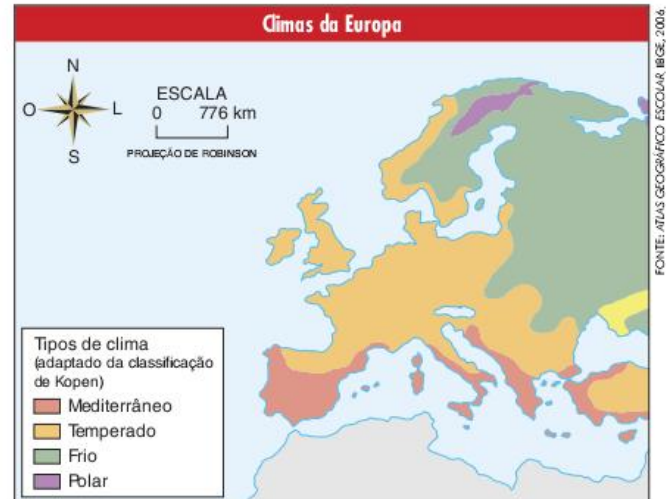 Climas da Europa
N
O
L
S
ESCALA
0 776 km
PROJEÇÃO DE ROBINSON
Tipos de clima
(adaptado da classificação
de Kopen)
Mediterrâneo
Temperado
Frio
Polar
FONTE: ATLAS GEOGRÁFICO ESCOLAR. IBGE, 2006.